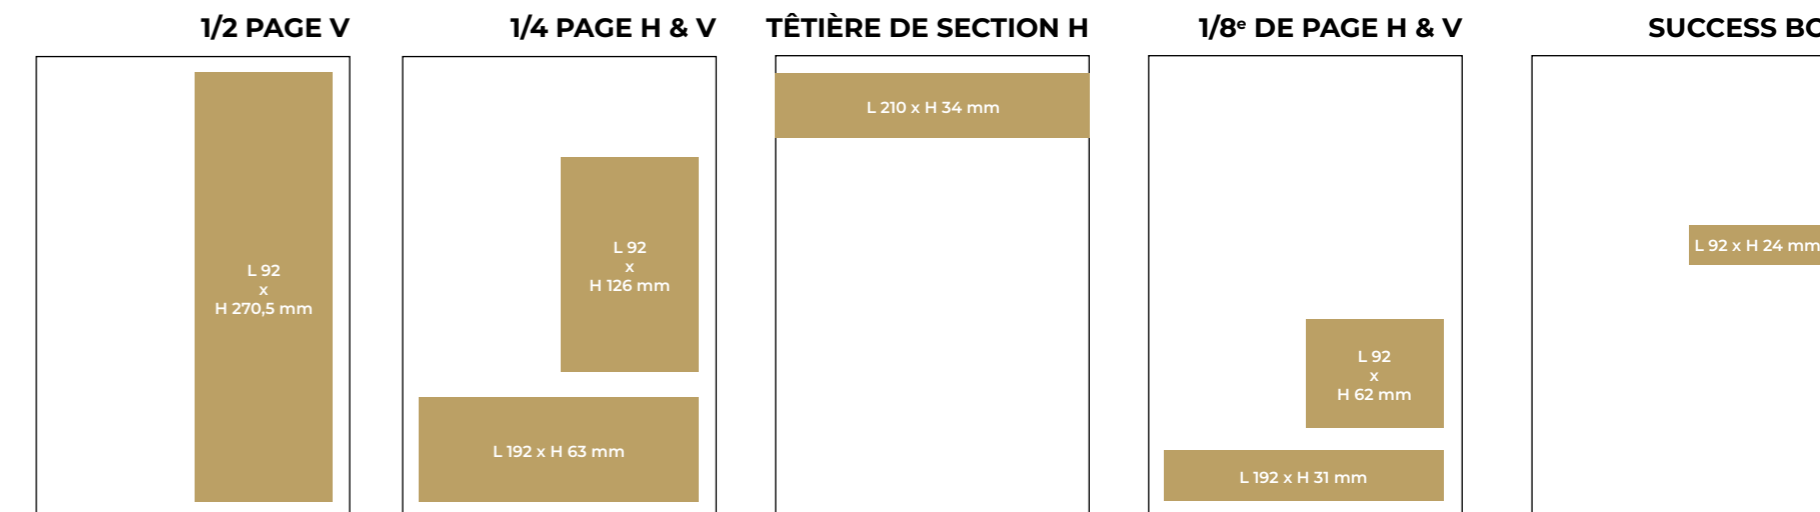 1/2 PAGE V
1/4 PAGE H & V
TÊTIÈRE DE SECTION H
1/8e DE PAGE H & V
SUCCESS
L 92
x
H 270,5 mm
L 92
x
H 126 mm
L 192 x H 63 mm
L 210 x H 34 mm
L 92
x
H 62 mm
L 192 x H 31 mm
L 92 x H 24 mm